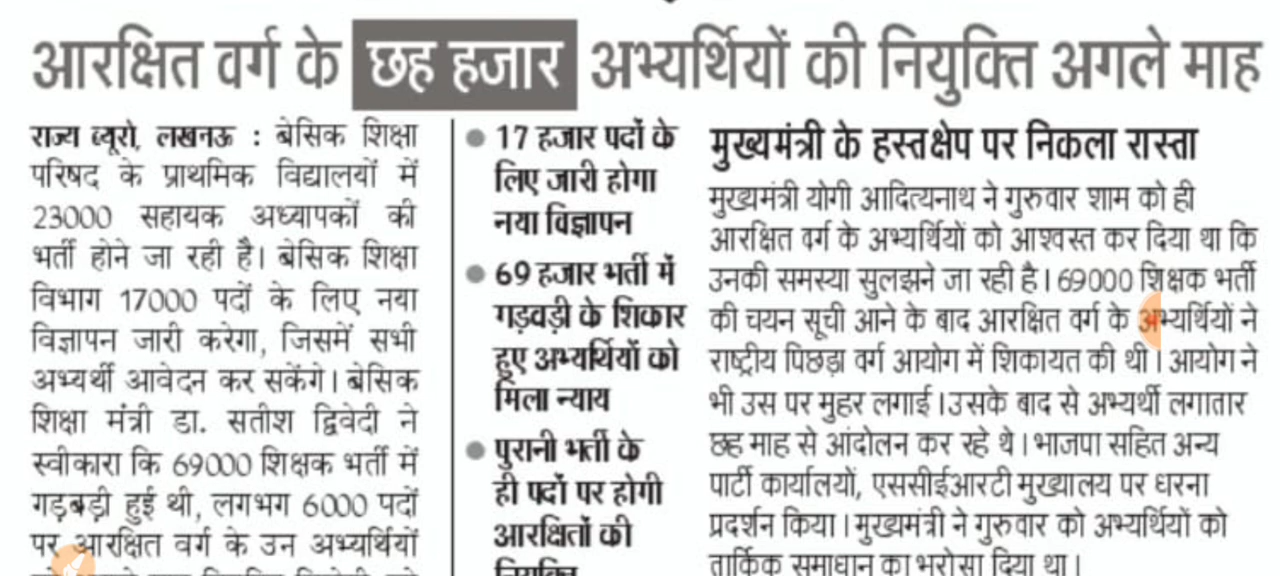 आरक्षित वर्ग के छह हजार अभ्यर्थियों की नियुक्ति अगले माह
राज्य ब्यूरो, लखनऊ : बेसिक शिक्षा
परिषद के प्राथमिक विद्यालयों में
23000 सहायक अध्यापकों की
भर्ती होने जा रही है। बेसिक शिक्षा
विभाग 17000 पदों के लिए नया
विज्ञापन जारी करेगा, जिसमें सभी
अभ्यर्थी आवेदन कर सकेंगे। बेसिक
शिक्षा मंत्री डा. सतीश द्विवेदी ने
स्वीकारा कि 69000 शिक्षक भर्ती में
गड़बड़ी हुई थी, लगभग 6000 पदों
पर आरक्षित वर्ग के उन अभ्यर्थियों
● 17 हजार पदों के
लिए जारी होगा
नया विज्ञापन
● 69 हजार भर्ती में
गड़बड़ी के शिकार
हुए अभ्यर्थियों को
मिला न्याय
● पुरानी भर्ती के
ही पदों पर होगी
आरक्षितों की
नियुक्ति
मुख्यमंत्री के हस्तक्षेप पर निकला रास्ता
मुख्यमंत्री योगी आदित्यनाथ ने गुरुवार शाम को ही
आरक्षित वर्ग के अभ्यर्थियों को आश्वस्त कर दिया था कि
उनकी समस्या सुलझने जा रही है। 69000 शिक्षक भर्ती
की चयन सूची आने के बाद आरक्षित वर्ग के अभ्यर्थियों ने
राष्ट्रीय पिछड़ा वर्ग आयोग में शिकायत की थी। आयोग ने
भी उस पर मुहर लगाई। उसके बाद से अभ्यर्थी लगातार
छह माह से आंदोलन कर रहे थे। भाजपा सहित अन्य
पार्टी कार्यालयों, एससीईआरटी मुख्यालय पर धरना
प्रदर्शन किया। मुख्यमंत्री ने गुरुवार को अभ्यर्थियों को
तार्किक समाधान का भरोसा दिया था।